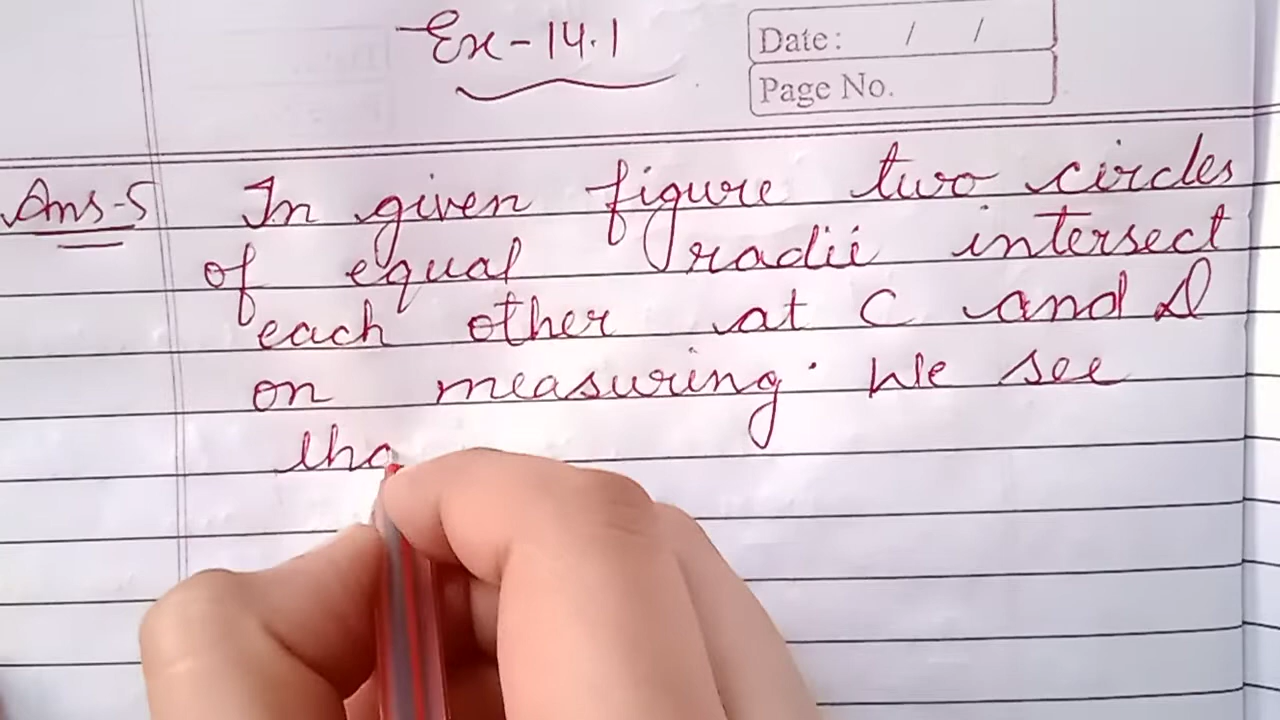 Ex-14.1
Date: / /
Page No.
Ans-5 In given figure two circles
of equal radii intersect
each other at C and D
on measuring. We see
tha